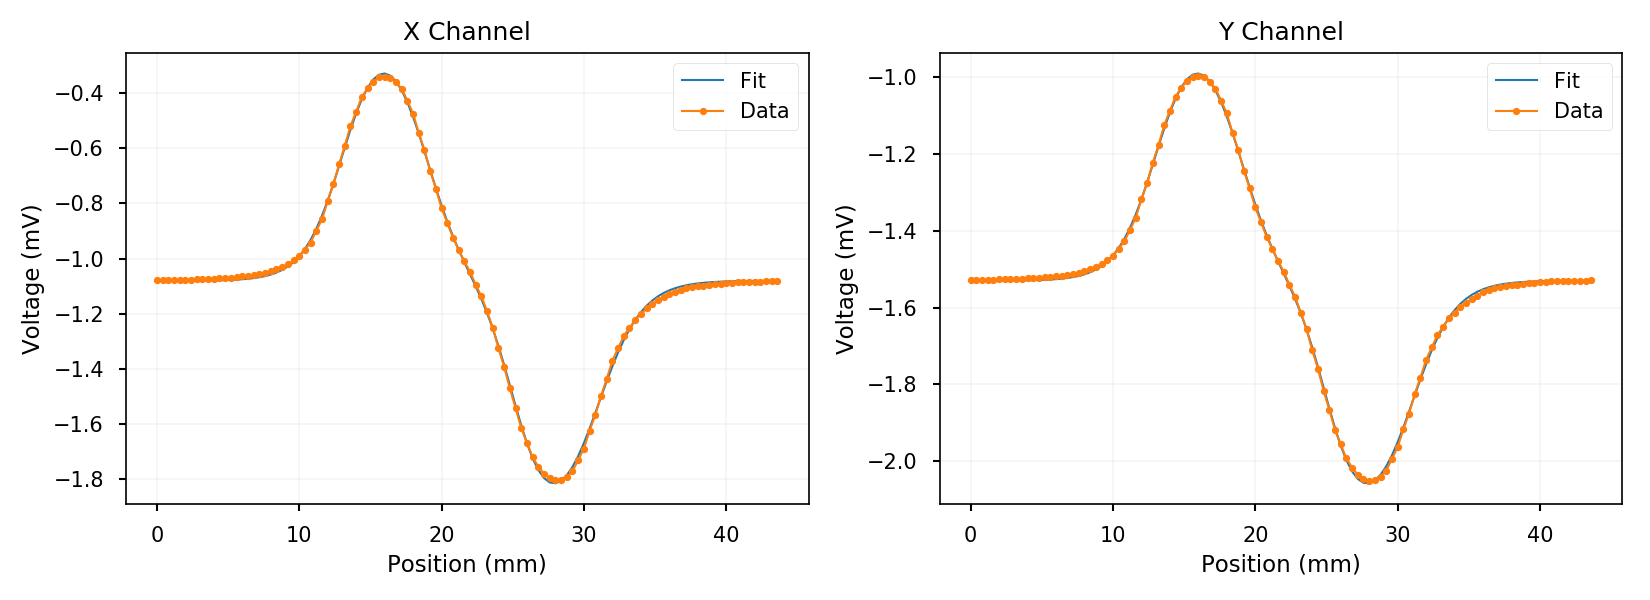 X Channel
Voltage (mV)
−0.4
−0.6
−0.8
−1.0
−1.2
−1.4
−1.6
−1.8
Fit
Data
0
10
20
30
40
Position (mm)
Y Channel
Voltage (mV)
−1.0
−1.2
−1.4
−1.6
−1.8
−2.0
Fit
Data
0
10
20
30
40
Position (mm)